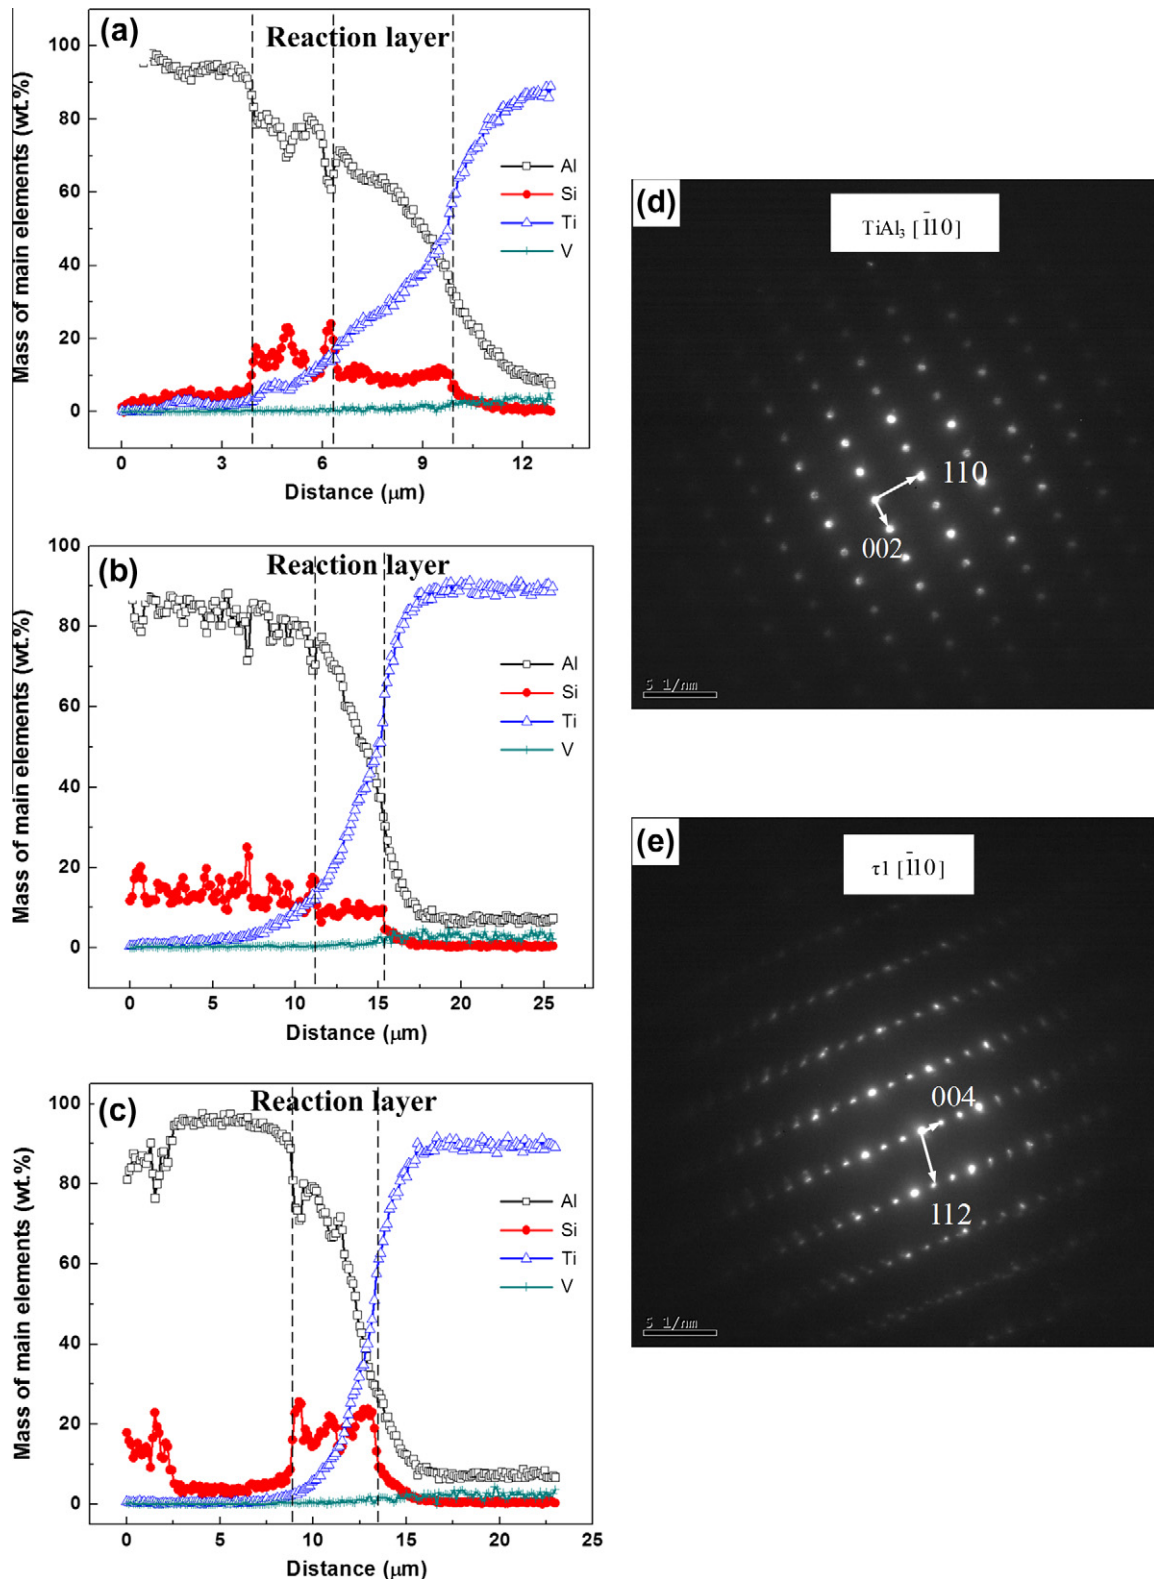 (a)
Reaction layer
Mass of main elements (wt.%)
100
80
60
40
20
0
Al
Si
Ti
V
0 3 6 9 12
Distance (μm)
(b)
Reaction layer
Mass of main elements (wt.%)
100
80
60
40
20
0
Al
Si
Ti
V
0 5 10 15 20 25
Distance (μm)
(c)
Reaction layer
Mass of main elements (wt.%)
100
80
60
40
20
0
Al
Si
Ti
V
0 5 10 15 20 25
Distance (μm)
(d)
TiAl₃ [1̄10]
110
002
5 1/nm
(e)
τ1 [1̄10]
004
112
5 1/nm